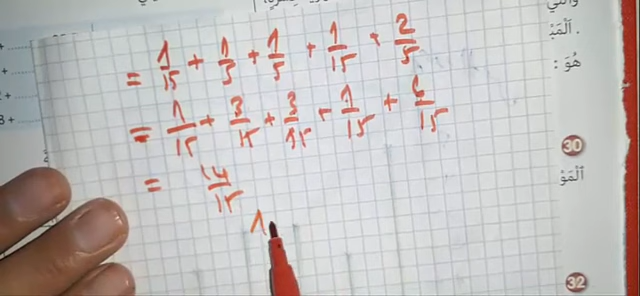 = 1/15 + 1/5 + 1/5 + 1/15 + 2/5
= 1/15 + 3/15 + 3/15 + 1/15 + 6/15
= 14/15
1
هُوَ :
30
32